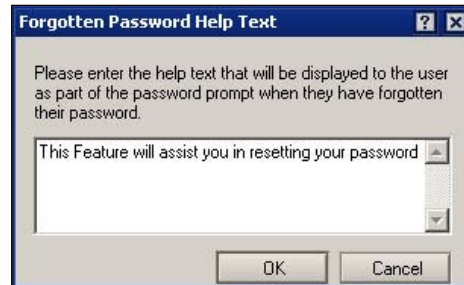 Forgotten Password Help Text
Please enter the help text that will be displayed to the user
as part of the password prompt when they have forgotten
their password.
This Feature will assist you in resetting your password
OK Cancel